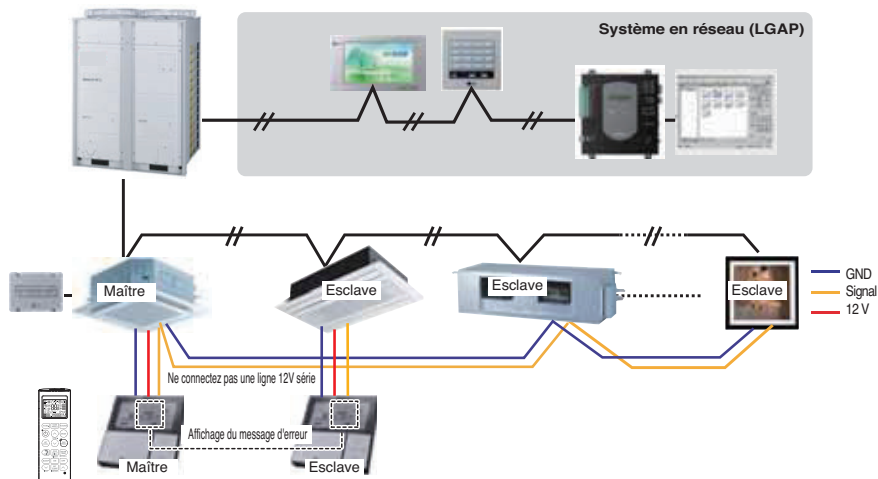 Système en réseau (LGAP)
Maître
Esclave
Esclave
Esclave
GND
Signal
12 V
Ne connectez pas une ligne 12V série
Affichage du message d'erreur
Maître
Esclave